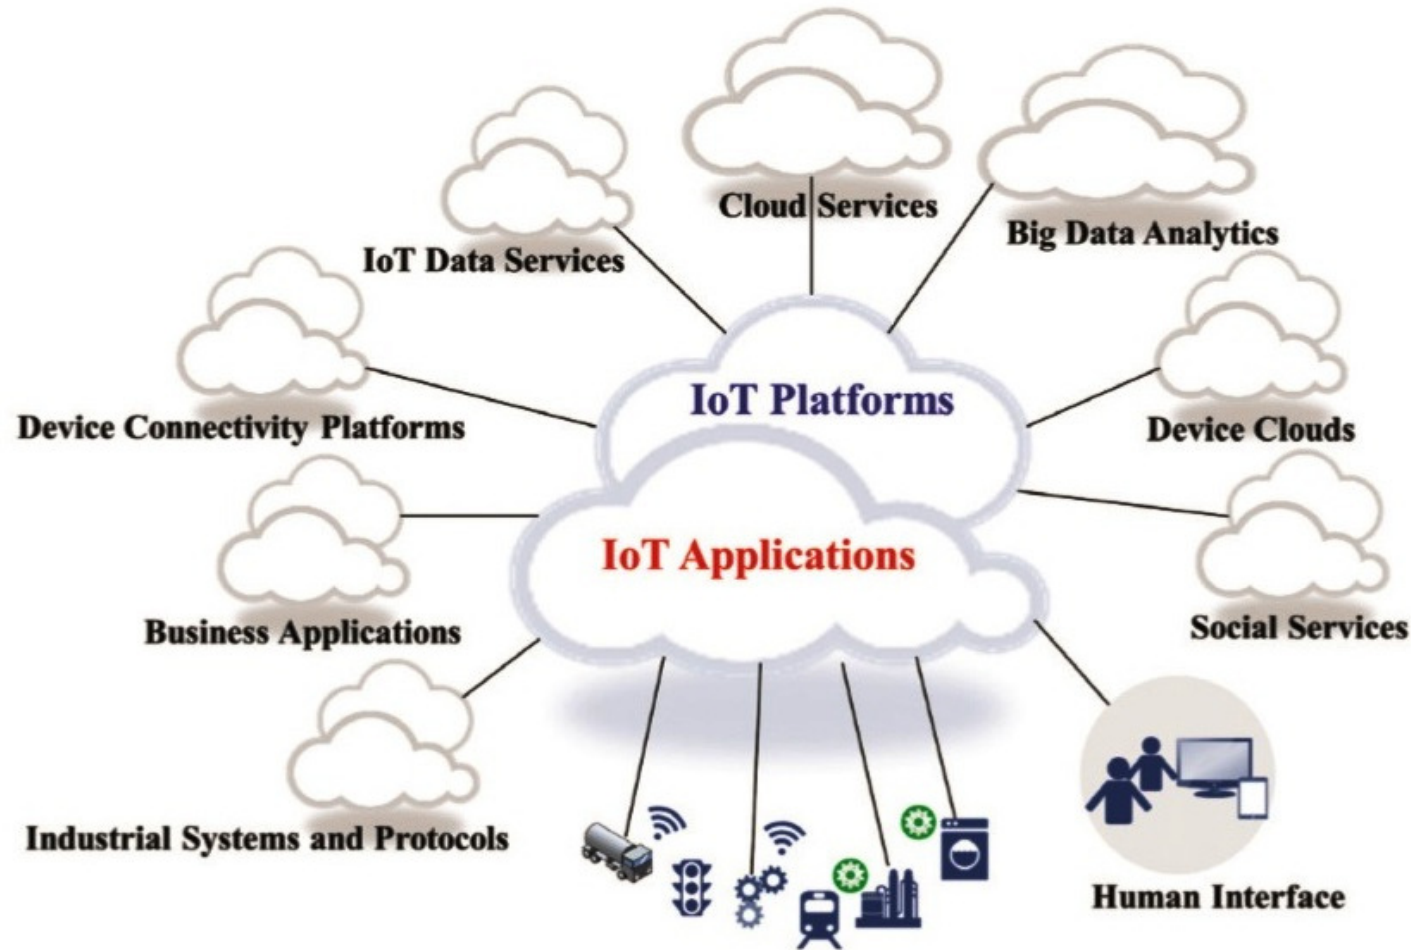 Cloud Services
Big Data Analytics
IoT Data Services
IoT Platforms
Device Connectivity Platforms
Device Clouds
IoT Applications
Business Applications
Social Services
Industrial Systems and Protocols
Human Interface